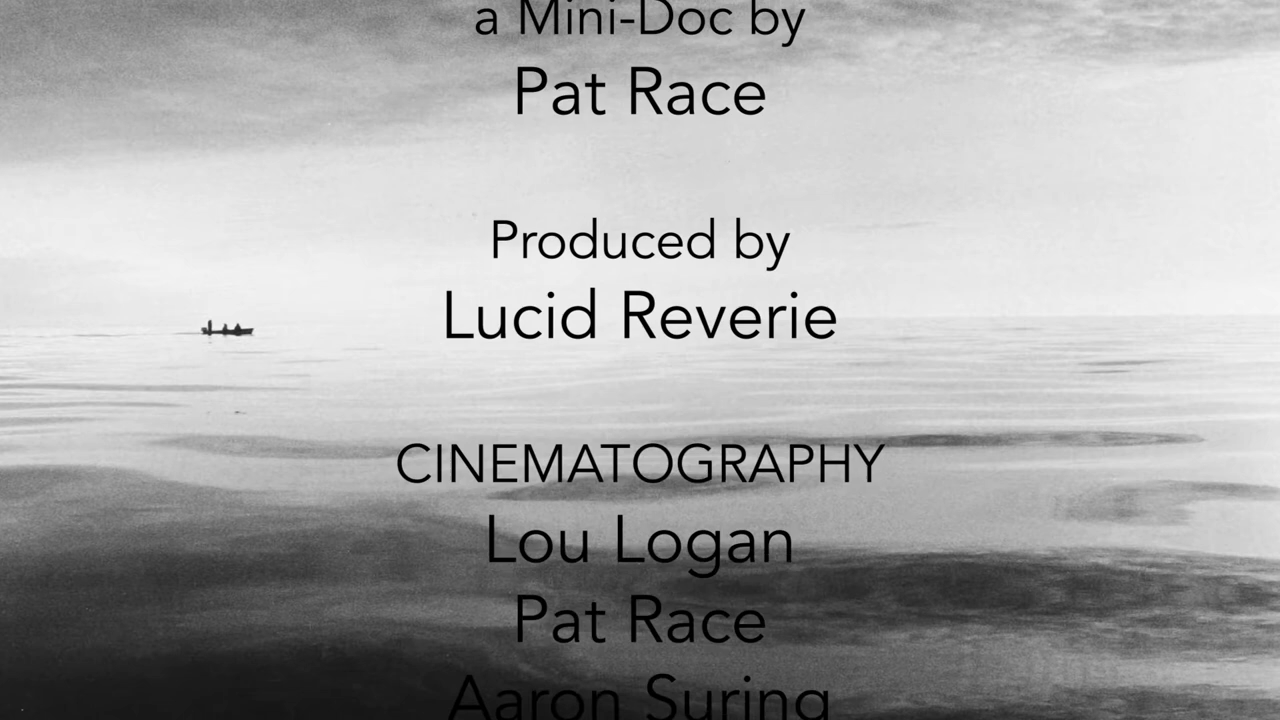 a Mini-Doc by
Pat Race
Produced by
Lucid Reverie
CINEMATOGRAPHY
Lou Logan
Pat Race
Aaron Suring